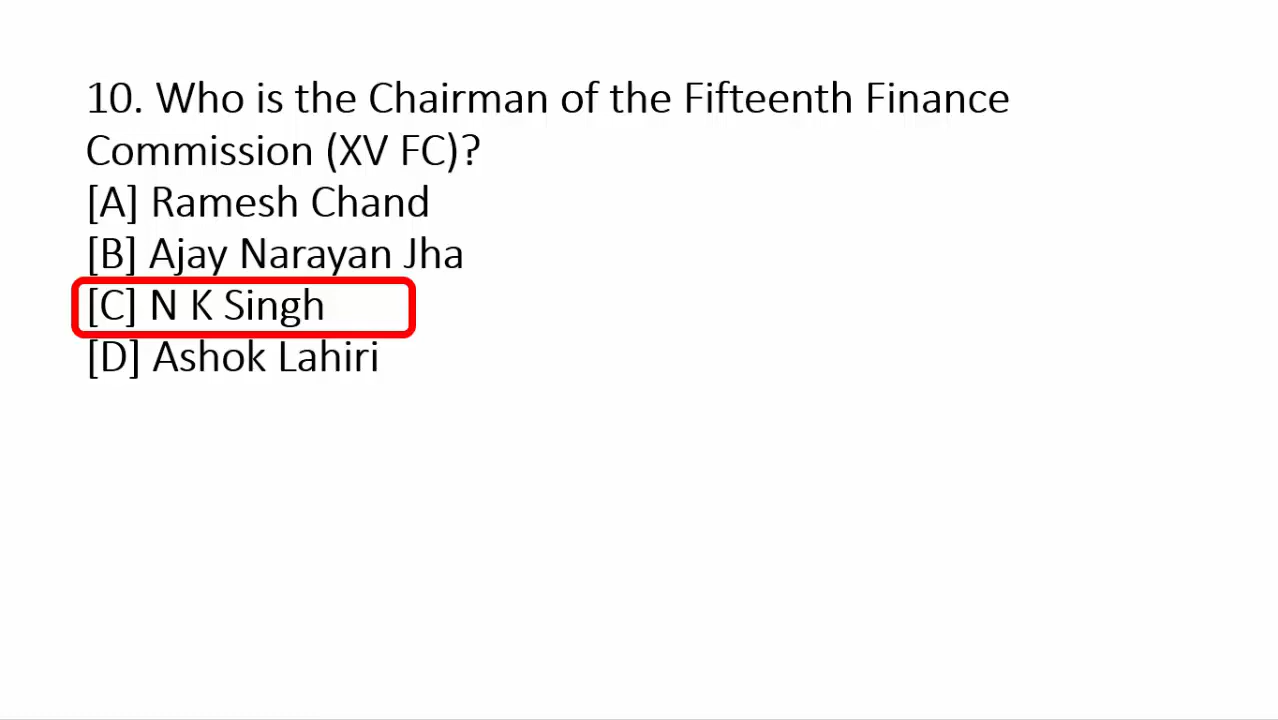 10. Who is the Chairman of the Fifteenth Finance
Commission (XV FC)?
[A] Ramesh Chand
[B] Ajay Narayan Jha
[C] N K Singh
[D] Ashok Lahiri